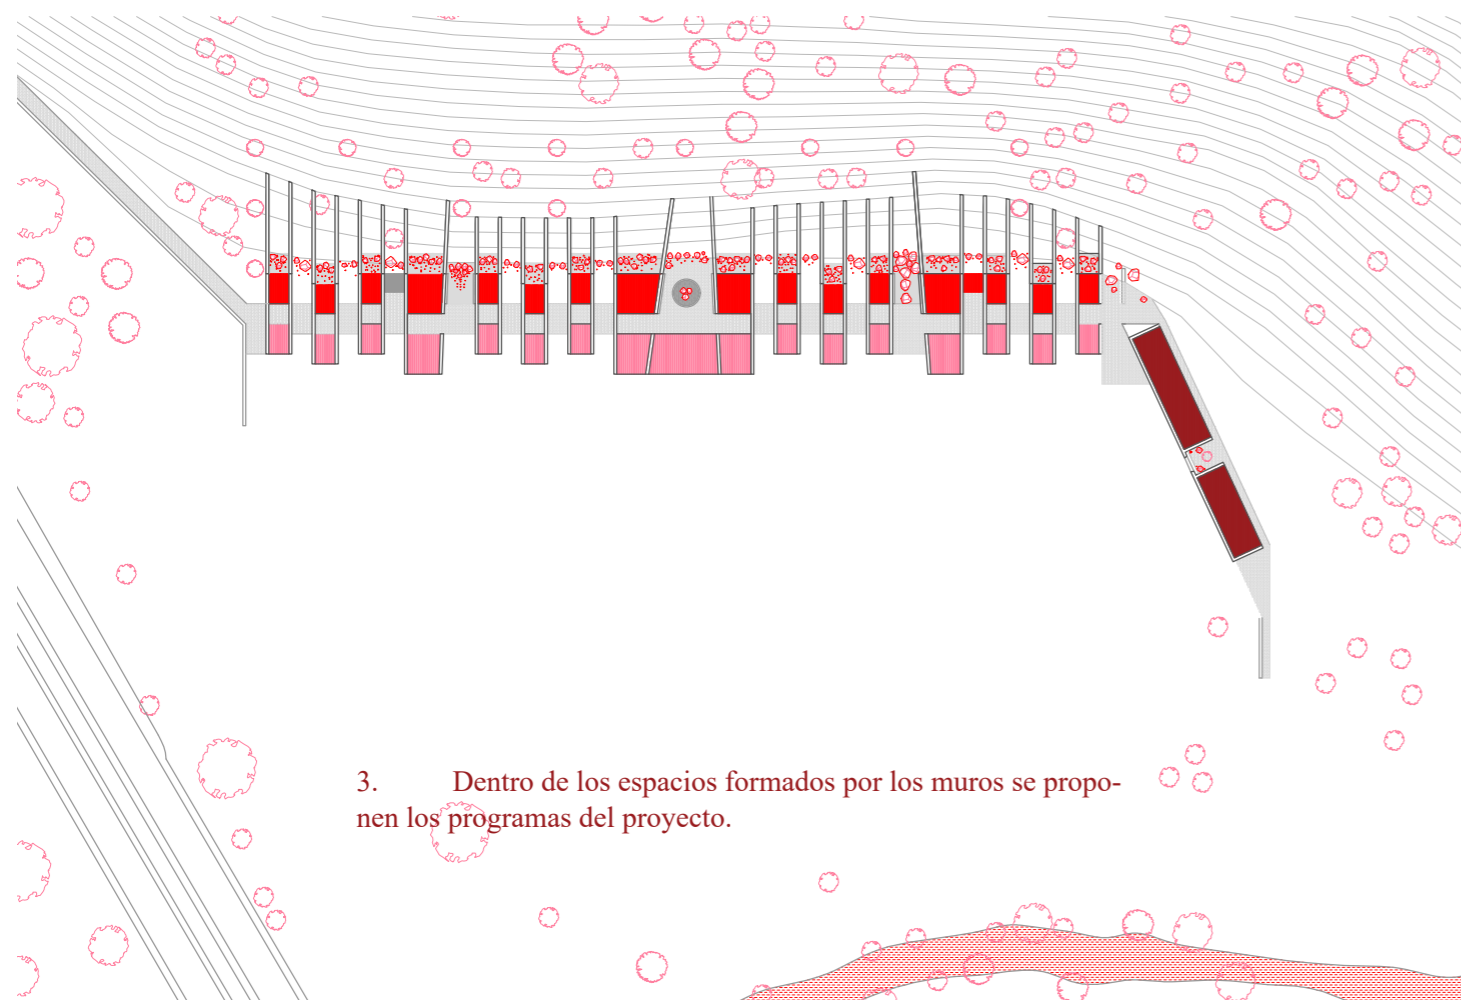 3. Dentro de los espacios formados por los muros se propo-
nen los programas del proyecto.